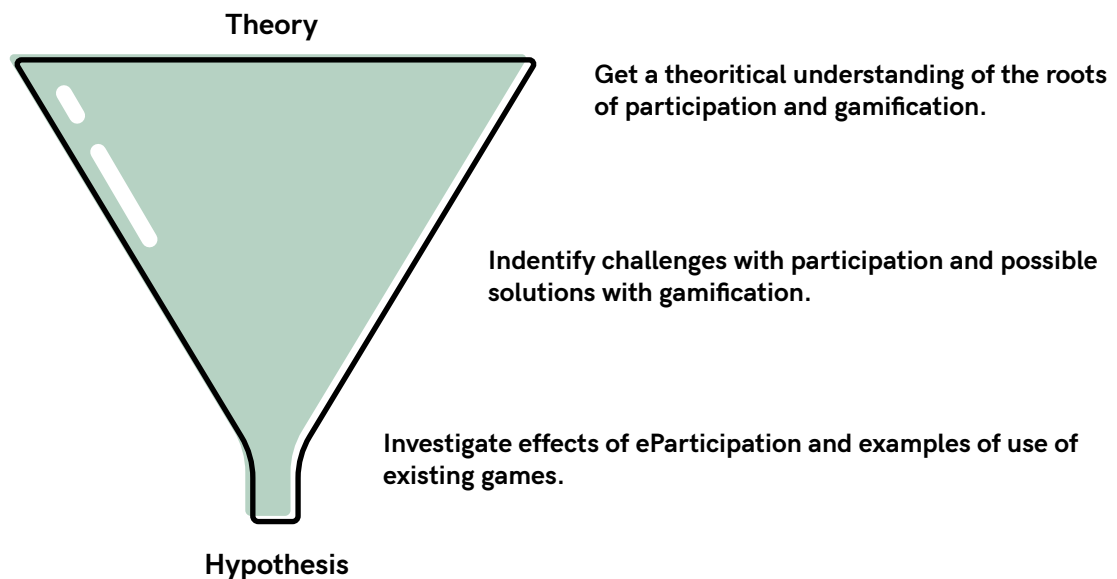 Theory
Get a theoritical understanding of the roots
of participation and gamification.
Indentify challenges with participation and possible
solutions with gamification.
Investigate effects of eParticipation and examples of use of
existing games.
Hypothesis